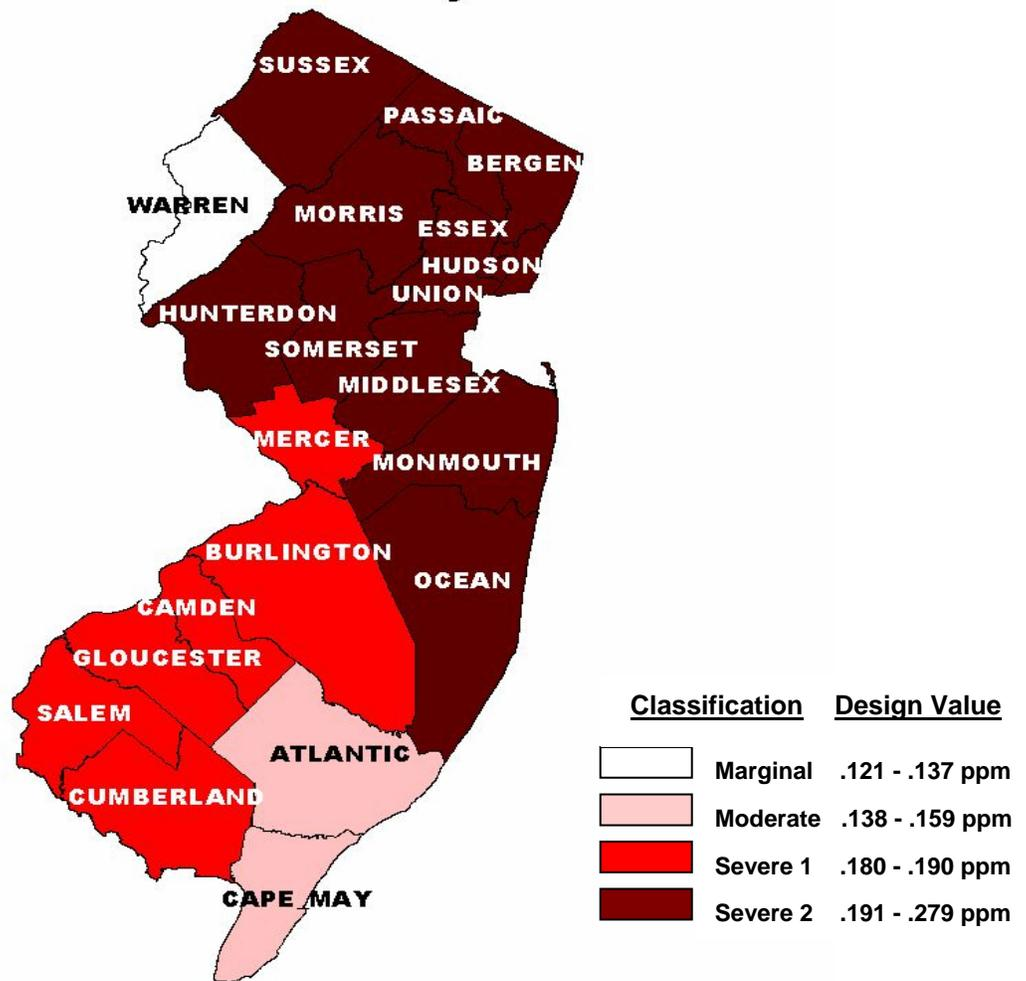 SUSSEX
PASSAIC
BERGEN
WARREN
MORRIS
ESSEX
HUDSON
UNION
HUNTERDON
SOMERSET
MIDDLESEX
MERCER
MONMOUTH
BURLINGTON
OCEAN
CAMDEN
GLOUCESTER
SALEM
ATLANTIC
CUMBERLAND
CAPE MAY
Classification Design Value
Marginal .121 - .137 ppm
Moderate .138 - .159 ppm
Severe 1 .180 - .190 ppm
Severe 2 .191 - .279 ppm